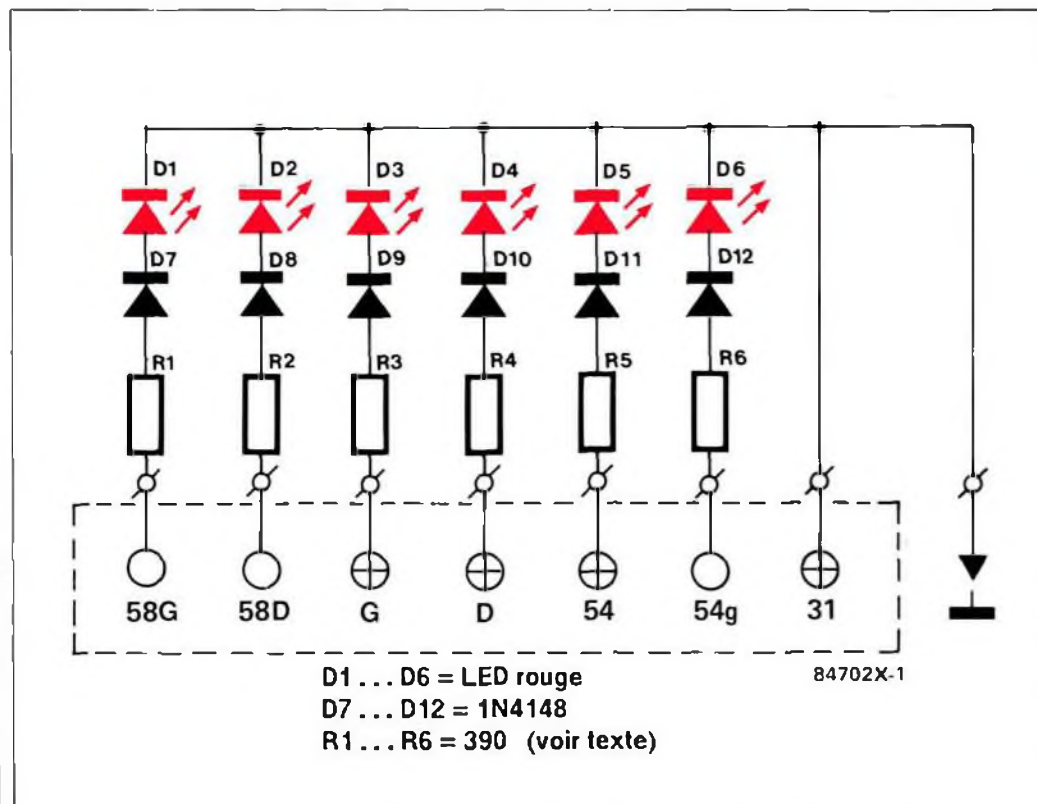 D1 D2 D3 D4 D5 D6
D7 D8 D9 D10 D11 D12
R1 R2 R3 R4 R5 R6
58G 58D G D 54 54g 31
84702X-1
D1 ... D6 = LED rouge
D7 ... D12 = 1N4148
R1 ... R6 = 390 (voir texte)